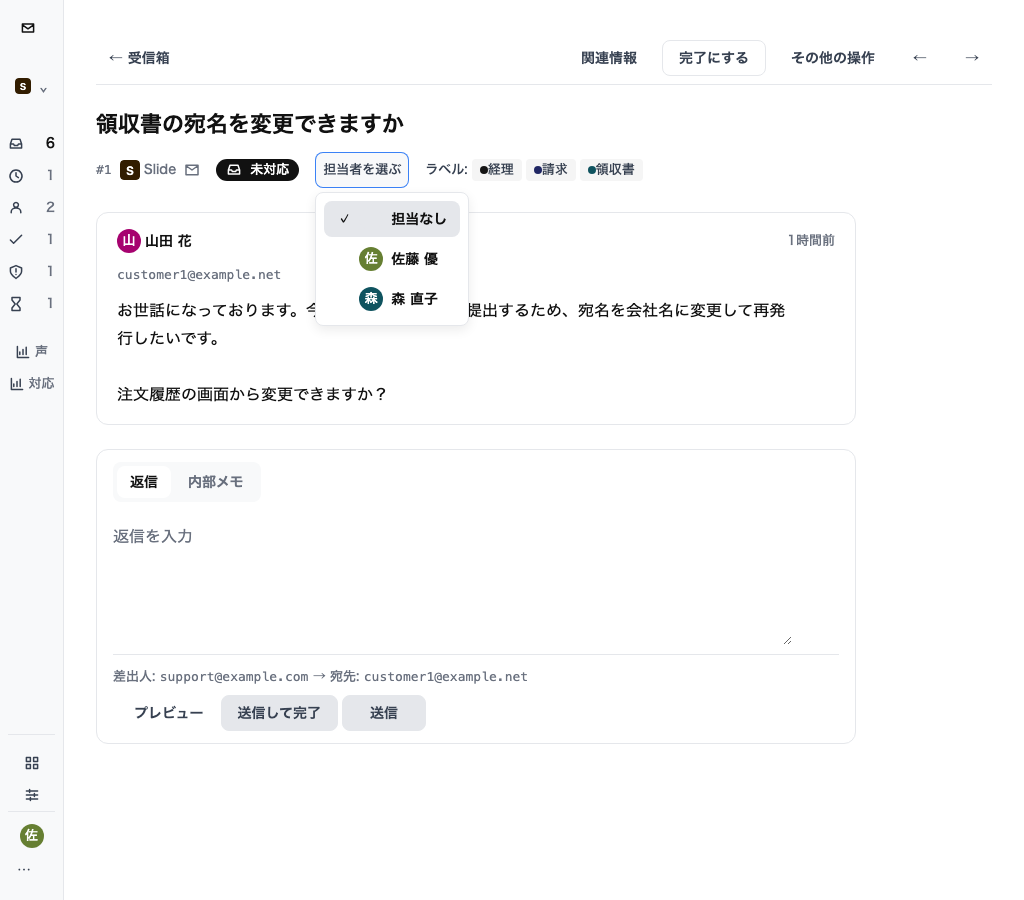 ← 受信箱
関連情報
完了にする
その他の操作
←
→
S
6
1
2
1
1
1
声
対応
佐
…
領収書の宛名を変更できますか
#1
S
Slide
未対応
担当者を選ぶ
ラベル:
経理
請求
領収書
✓ 担当なし
佐 佐藤 優
森 森 直子
山 山田 花
1時間前
customer1@example.net
お世話になっております。今
提出するため、宛名を会社名に変更して再発
行したいです。
注文履歴の画面から変更できますか？
返信
内部メモ
返信を入力
差出人: support@example.com → 宛先: customer1@example.net
プレビュー
送信して完了
送信